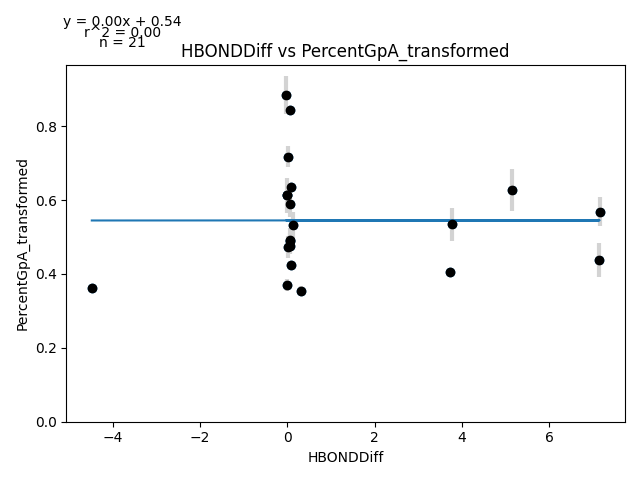 y = 0.00x + 0.54
r^2 = 0.00
n = 21
HBONDDiff vs PercentGpA_transformed
PercentGpA_transformed
0.8
0.6
0.4
0.2
0.0
−4
−2
0
2
4
6
HBONDDiff